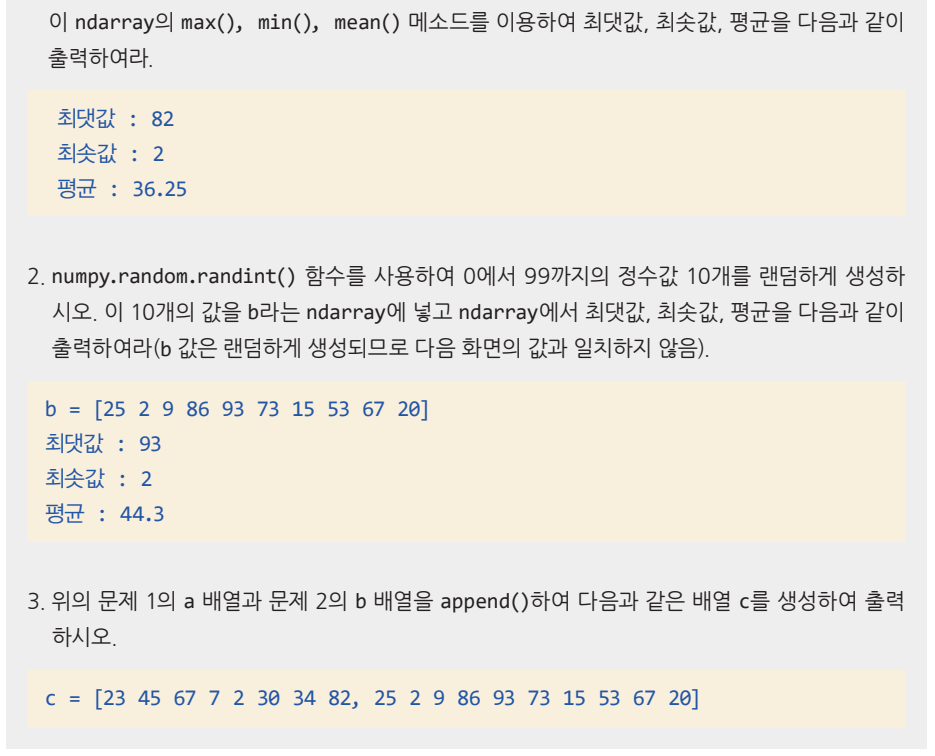 이 ndarray의 max(), min(), mean() 메소드를 이용하여 최댓값, 최솟값, 평균을 다음과 같이
출력하여라.
최댓값 : 82
최솟값 : 2
평균 : 36.25
2. numpy.random.randint() 함수를 사용하여 0에서 99까지의 정수값 10개를 랜덤하게 생성하
시오. 이 10개의 값을 b라는 ndarray에 넣고 ndarray에서 최댓값, 최솟값, 평균을 다음과 같이
출력하여라(b 값은 랜덤하게 생성되므로 다음 화면의 값과 일치하지 않음).
b = [25 2 9 86 93 73 15 53 67 20]
최댓값 : 93
최솟값 : 2
평균 : 44.3
3. 위의 문제 1의 a 배열과 문제 2의 b 배열을 append()하여 다음과 같은 배열 c를 생성하여 출력
하시오.
c = [23 45 67 7 2 30 34 82, 25 2 9 86 93 73 15 53 67 20]